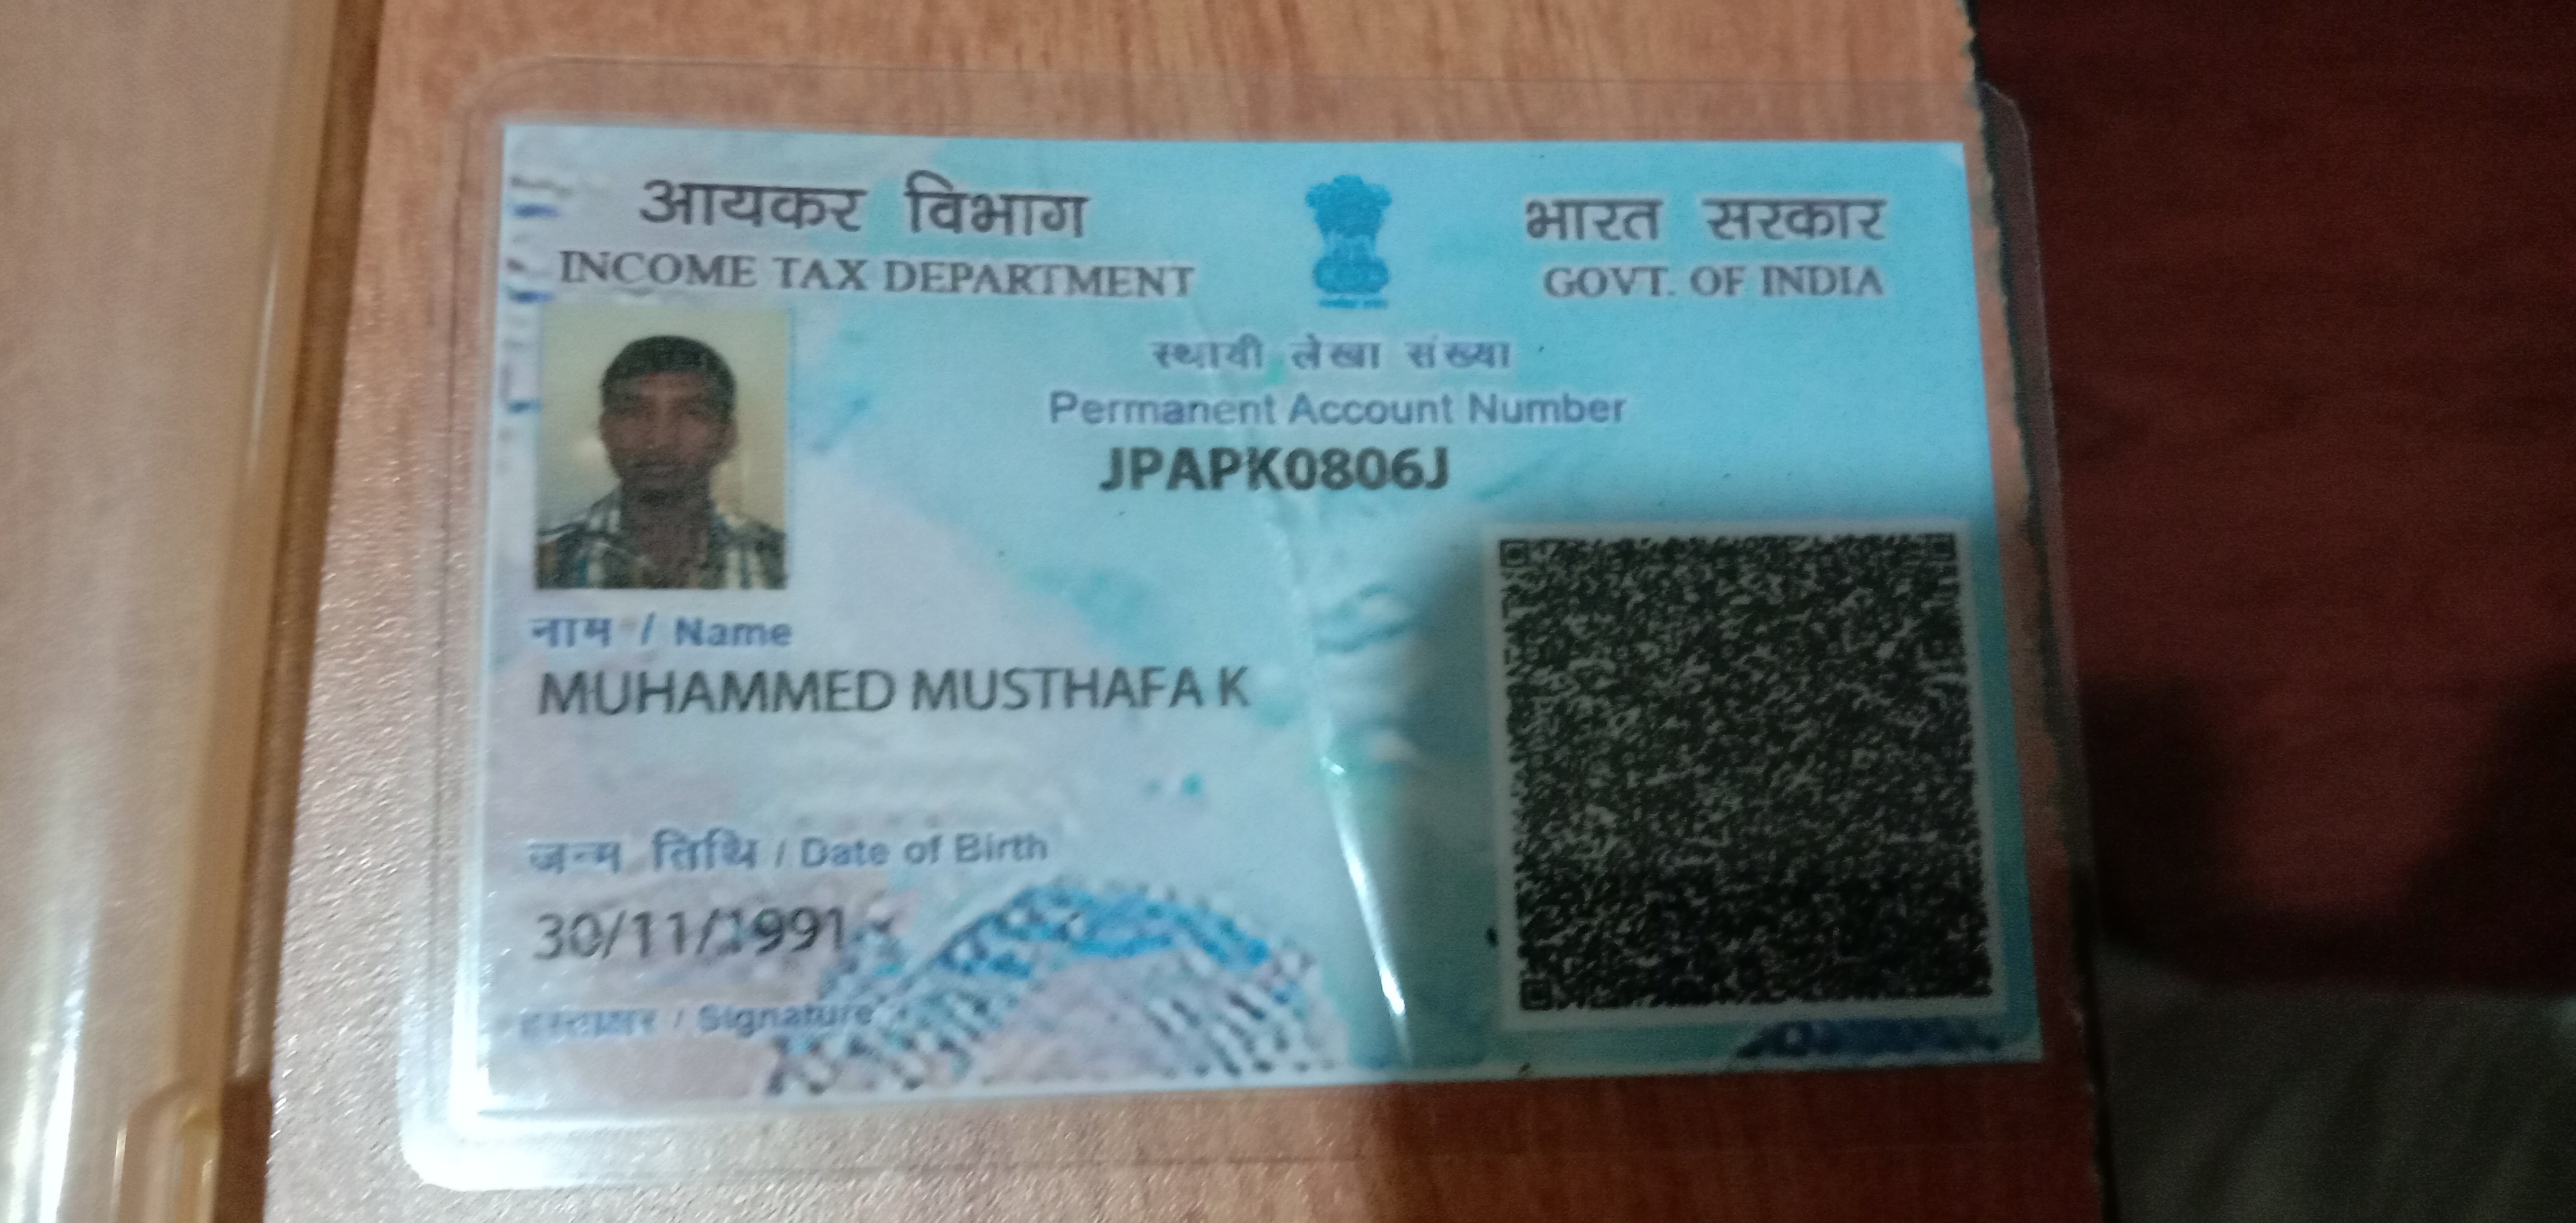 आयकर विभाग
INCOME TAX DEPARTMENT
भारत सरकार
GOVT. OF INDIA
स्थायी लेखा संख्या
Permanent Account Number
JPAPK0806J
नाम / Name
MUHAMMED MUSTHAFA K
जन्म तिथि / Date of Birth
30/11/1991
हस्ताक्षर / Signature